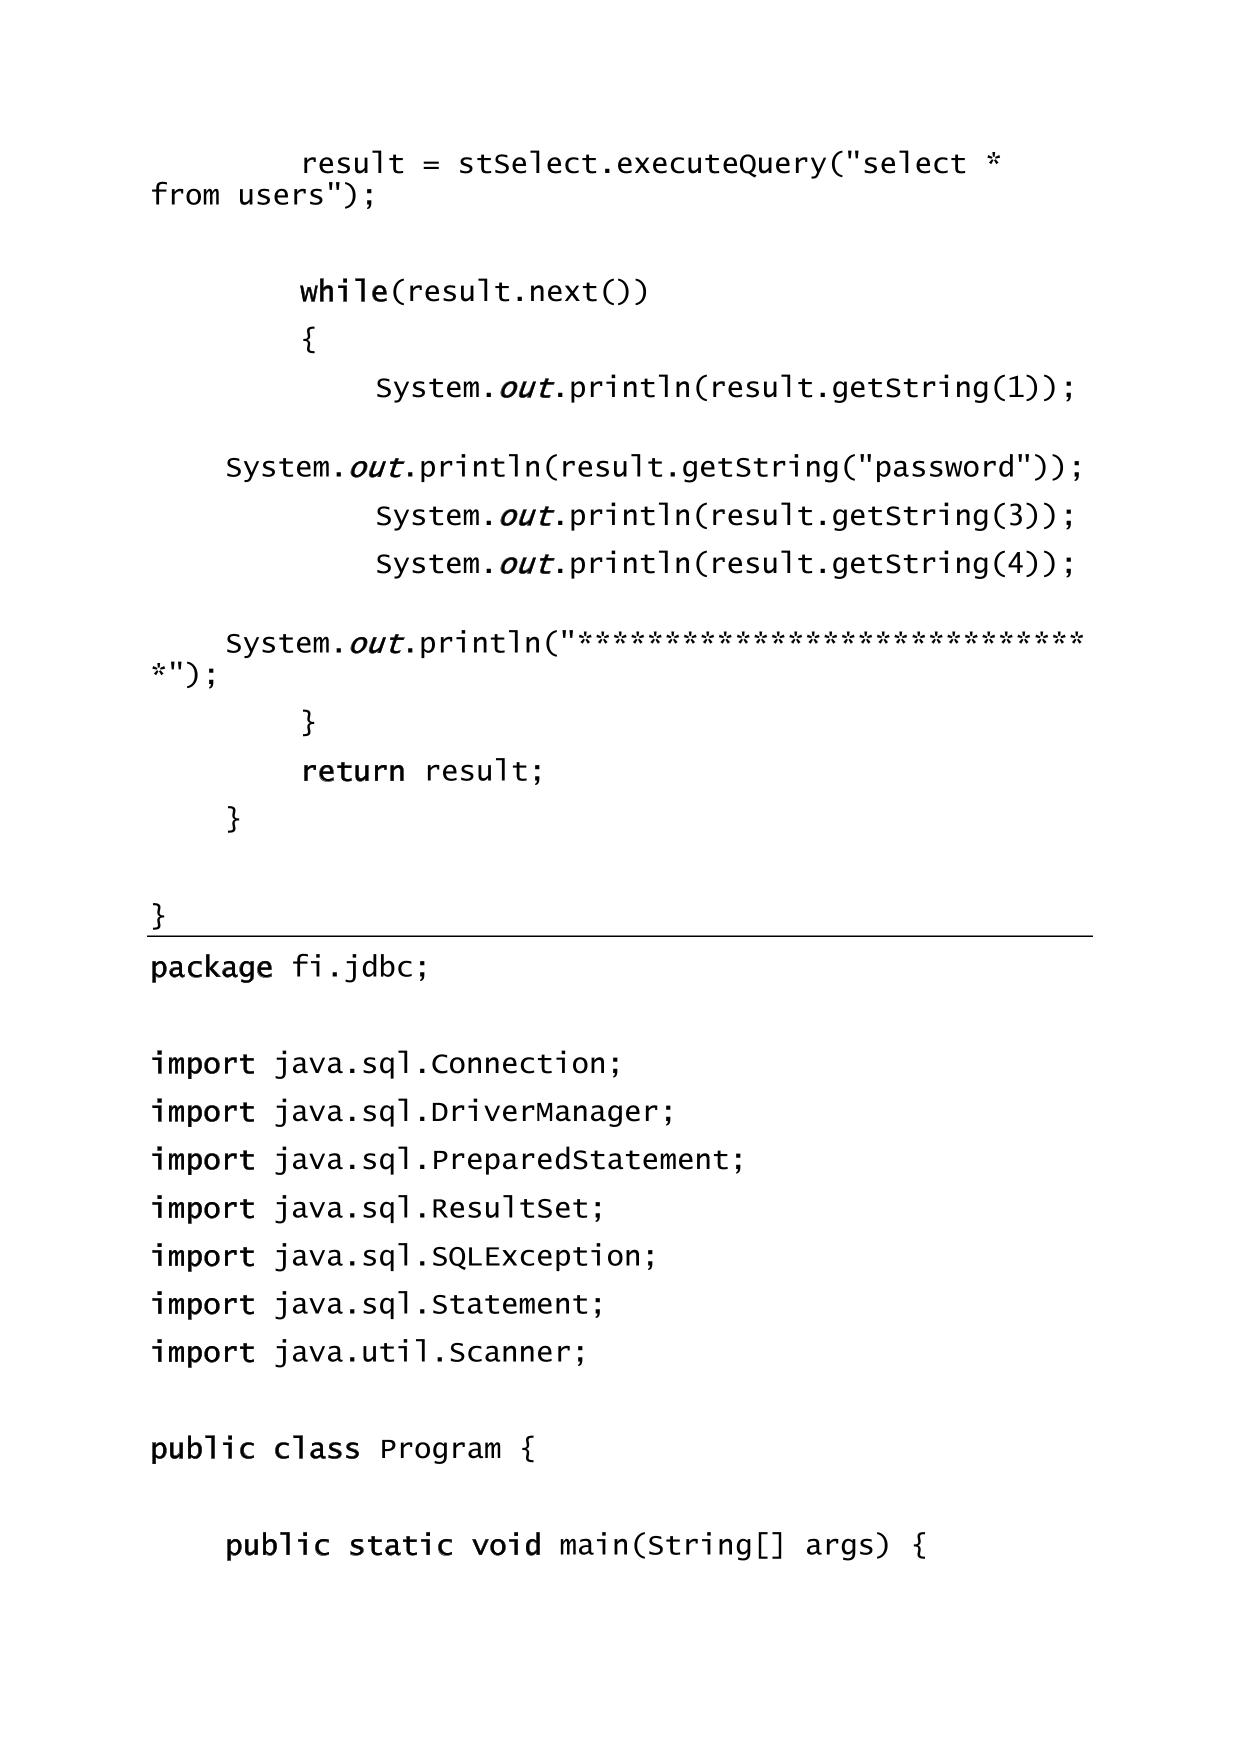 result = stSelect.executeQuery("select *
from users");
while(result.next())
{
System.out.println(result.getString(1));
System.out.println(result.getString("password"));
System.out.println(result.getString(3));
System.out.println(result.getString(4));
System.out.println("*****************************
*");
}
return result;
}
}
package fi.jdbc;
import java.sql.Connection;
import java.sql.DriverManager;
import java.sql.PreparedStatement;
import java.sql.ResultSet;
import java.sql.SQLException;
import java.sql.Statement;
import java.util.Scanner;
public class Program {
public static void main(String[] args) {